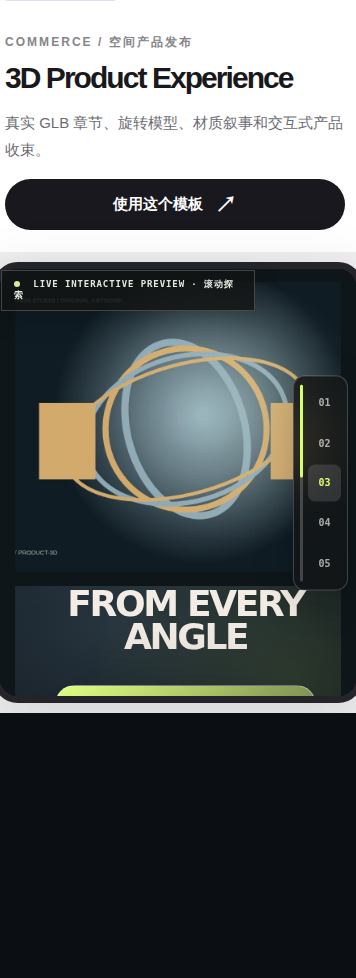 COMMERCE / 空间产品发布
3D Product Experience
真实 GLB 章节、旋转模型、材质叙事和交互式产品
收束。
使用这个模板 ↗
LIVE INTERACTIVE PREVIEW · 滚动探
索
01
02
03
04
05
/ PRODUCT-3D
FROM EVERY
ANGLE